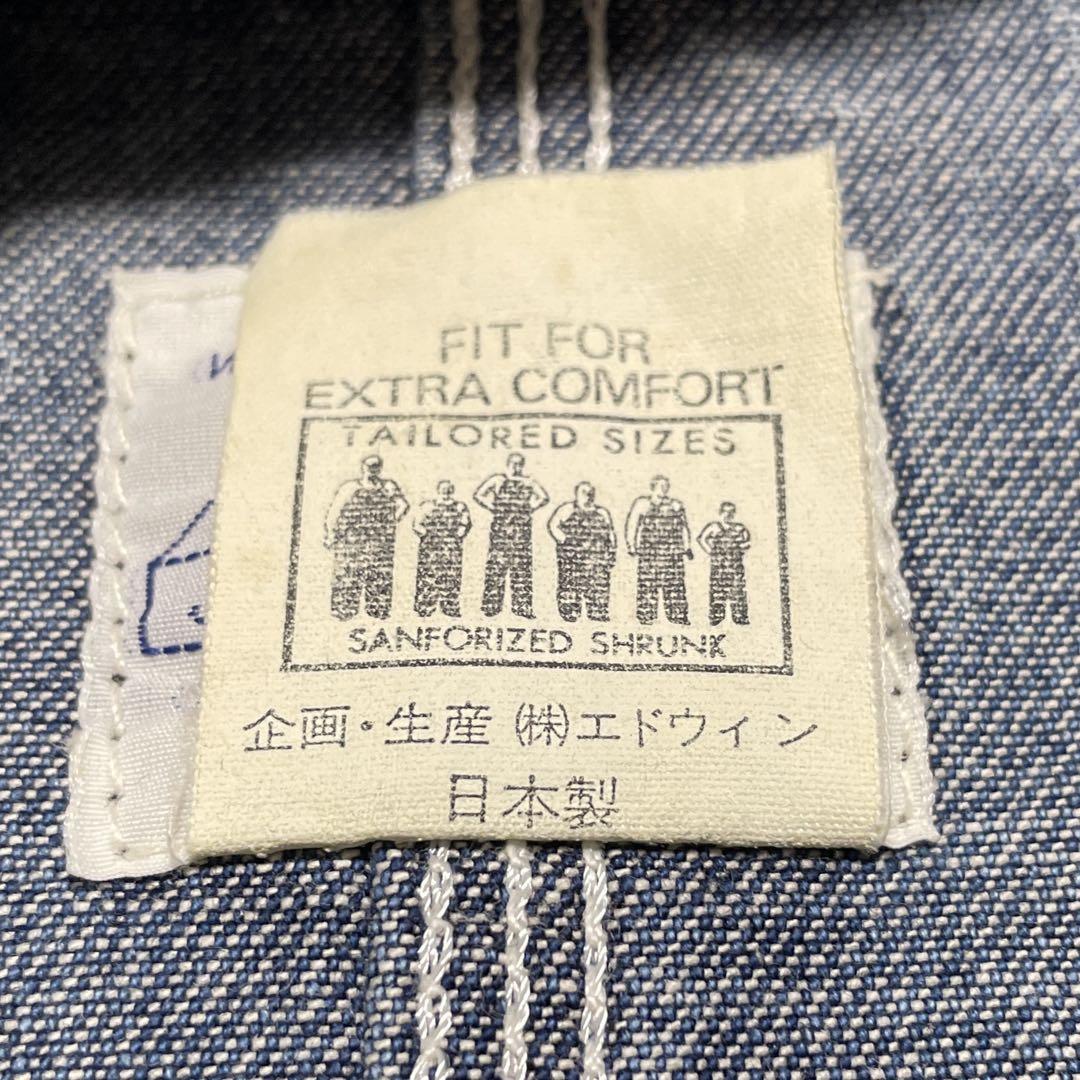 FIT FOR
EXTRA COMFORT
TAILORED SIZES
SANFORIZED SHRUNK
企画・生産 ㈱エドウィン
日本製